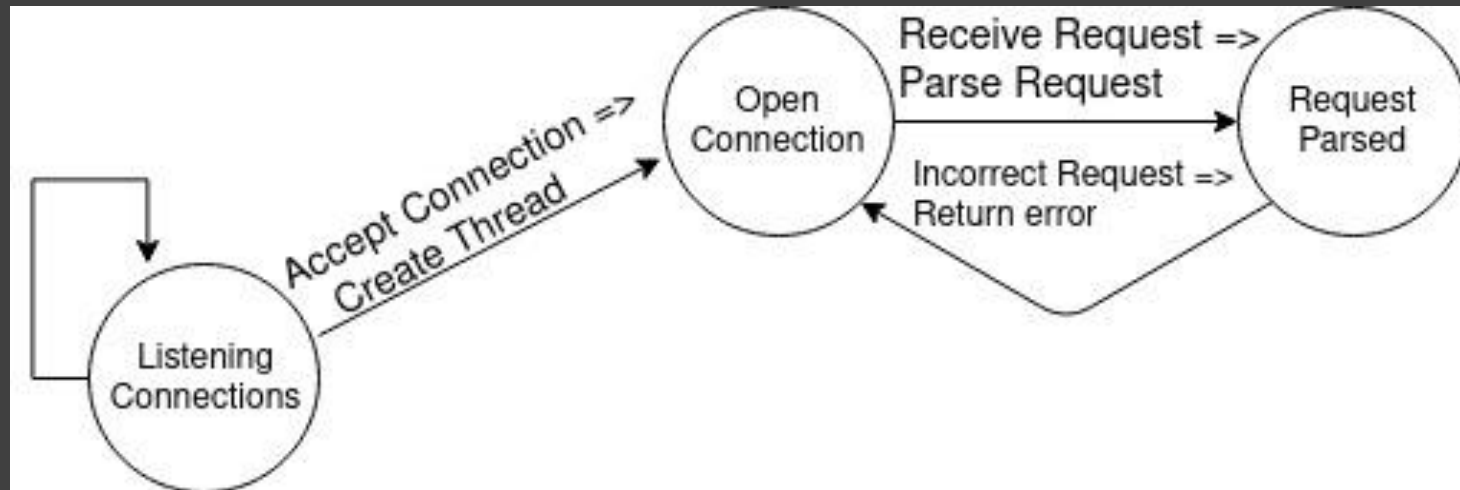 Listening
Connections
Accept Connection =>
Create Thread
Open
Connection
Receive Request =>
Parse Request
Incorrect Request =>
Return error
Request
Parsed